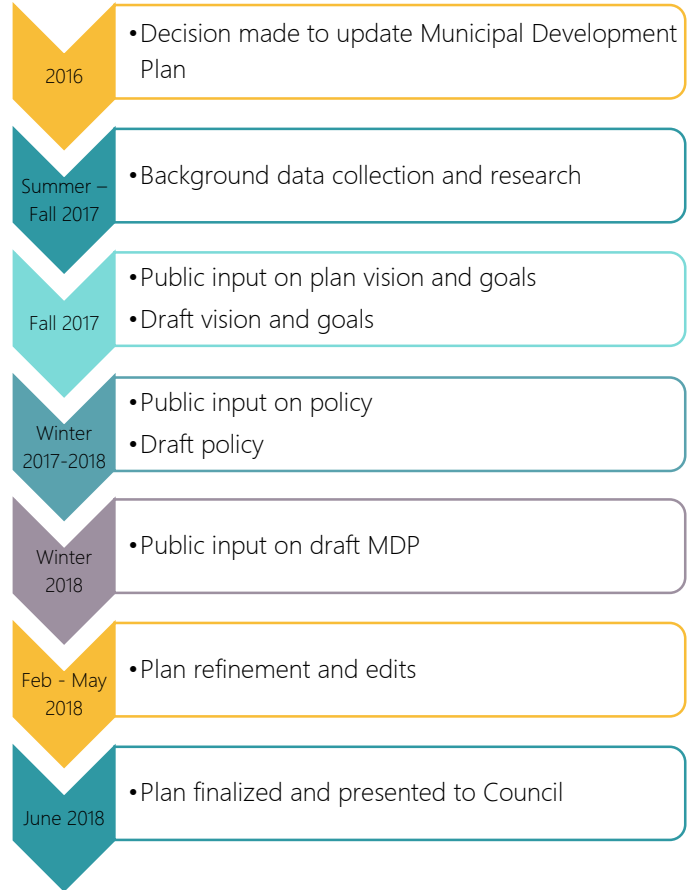 2016
•Decision made to update Municipal Development
Plan
Summer –
Fall 2017
•Background data collection and research
Fall 2017
•Public input on plan vision and goals
•Draft vision and goals
Winter
2017-2018
•Public input on policy
•Draft policy
Winter
2018
•Public input on draft MDP
Feb - May
2018
•Plan refinement and edits
June 2018
•Plan finalized and presented to Council